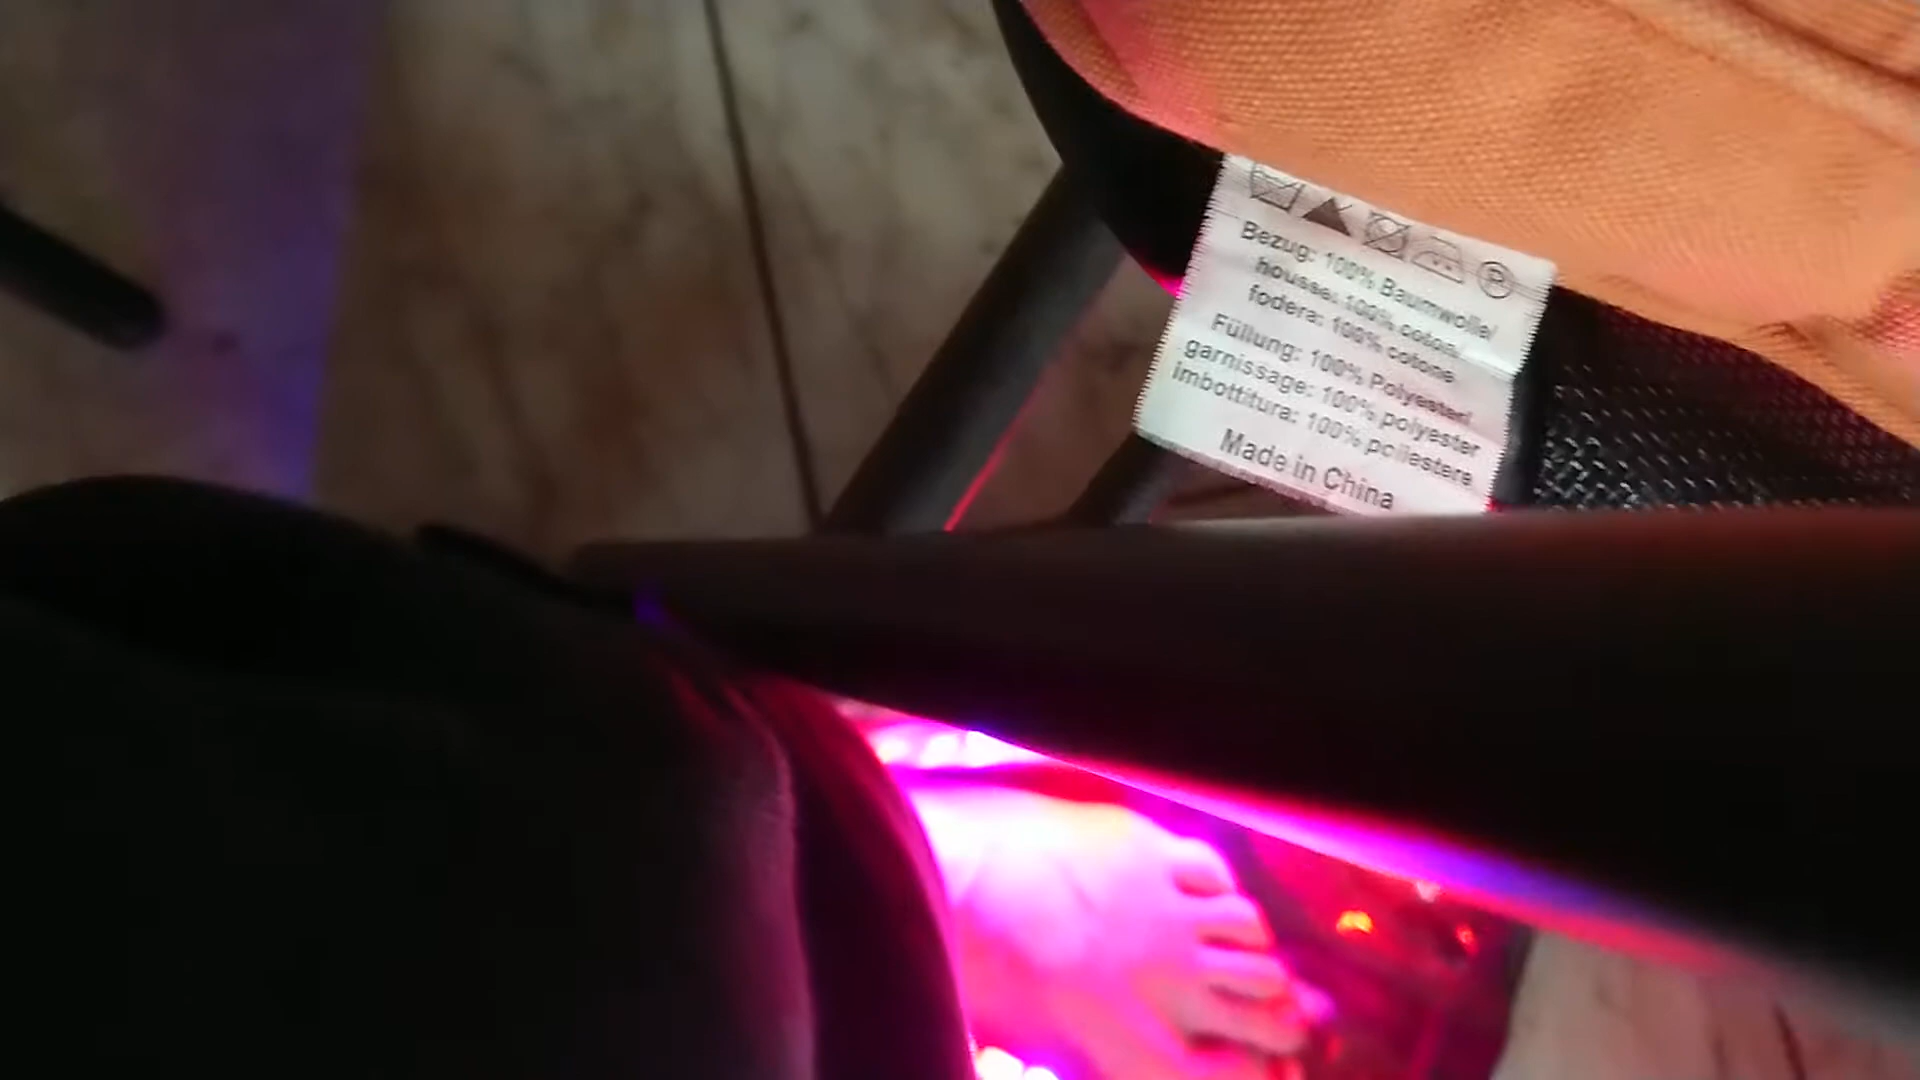 Ⓡ
Bezug: 100% Baumwolle/
housse: 100% coton,
fodera: 100% cotone
Füllung: 100% Polyester/
garnissage: 100% polyester
imbottitura: 100% poliestere
Made in China